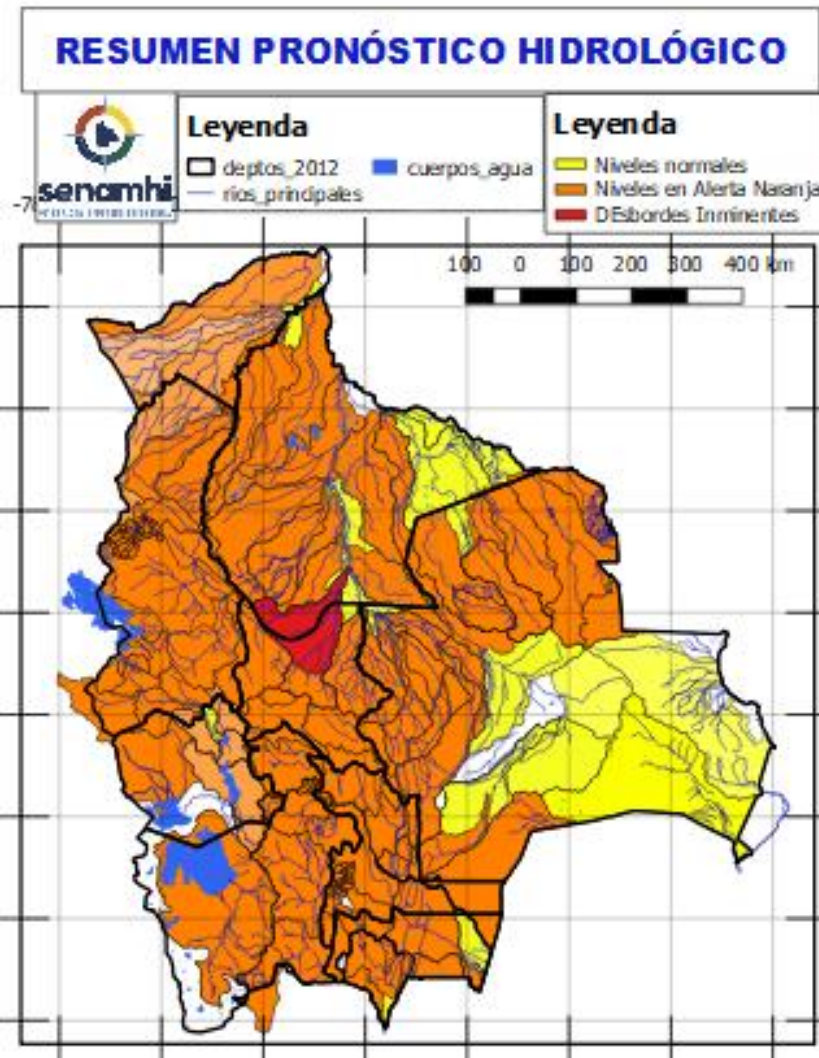 RESUMEN PRONÓSTICO HIDROLÓGICO
senamhi
Leyenda
deptos_2012 cuerpos_agua
rios_principales
Leyenda
Niveles normales
Niveles en Alerta Naranja
DEsbordes Inminentes
100 0 100 200 300 400 km